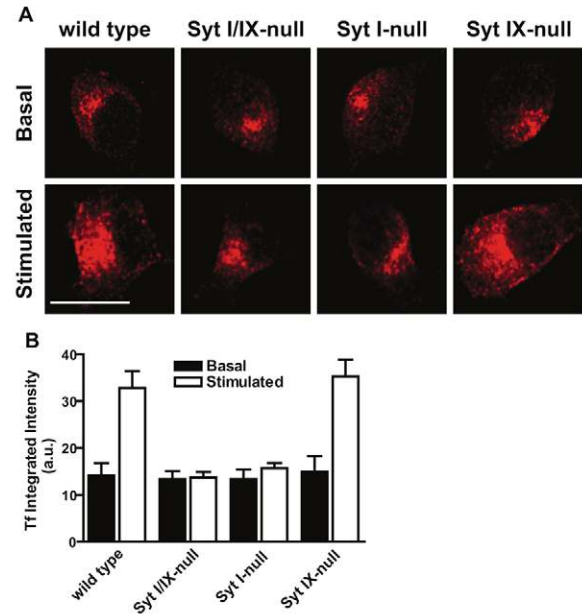 A
wild type Syt I/IX-null Syt I-null Syt IX-null
Basal
Stimulated
B
Tf Integrated Intensity
(a.u.)
40
30
20
10
0
Basal
Stimulated
wild type Syt I/IX-null Syt I-null Syt IX-null